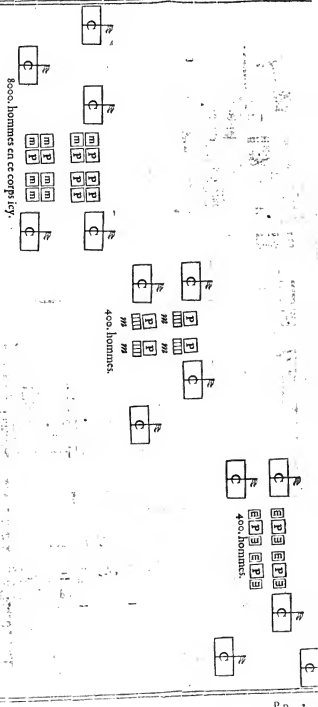 C
C C
m P m m P m
m P m m P m
C C
400. hommes.
C
C P P C
C P P
C
400. hommes.
C
C P P P P C
m P P P
C m P m m C
m P m m
8000. hommes en ce corps icy.